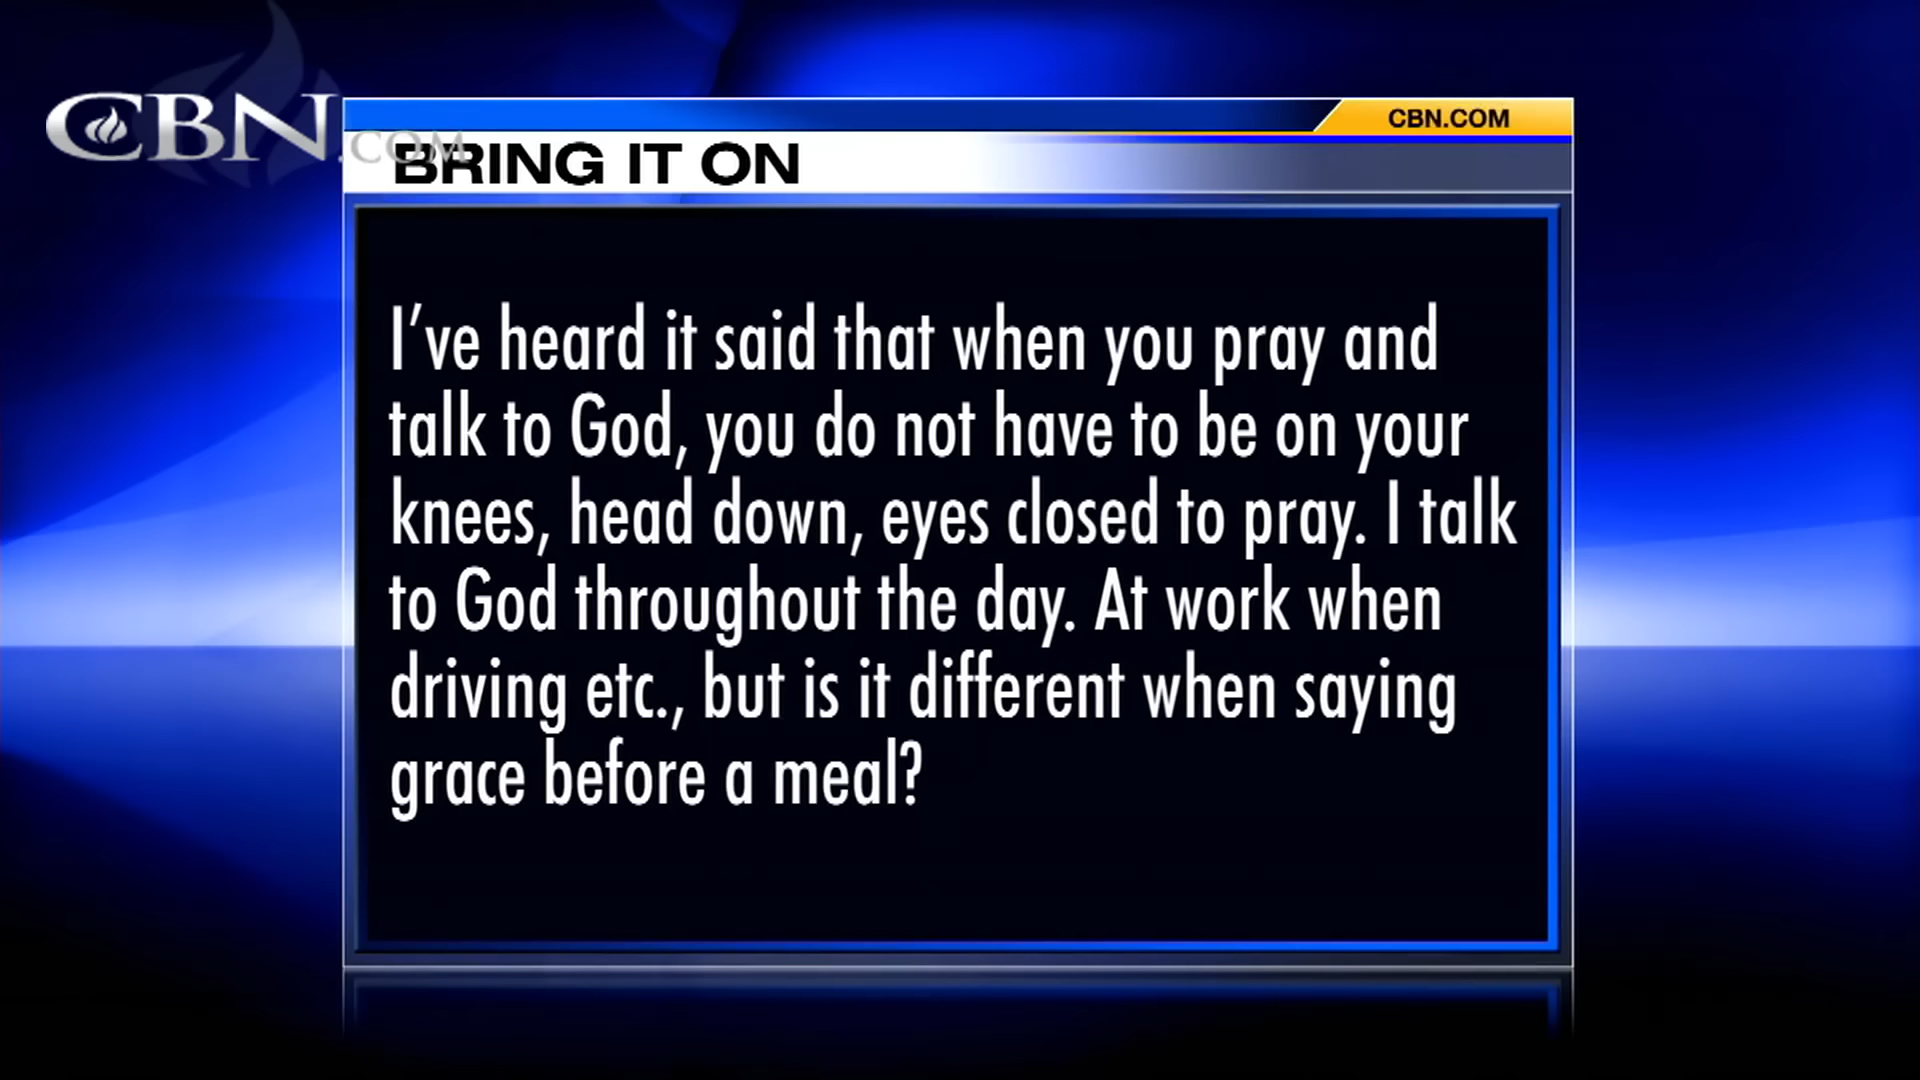 CBN.COM
CBN.COM
BRING IT ON
I've heard it said that when you pray and
talk to God, you do not have to be on your
knees, head down, eyes closed to pray. I talk
to God throughout the day. At work when
driving etc., but is it different when saying
grace before a meal?